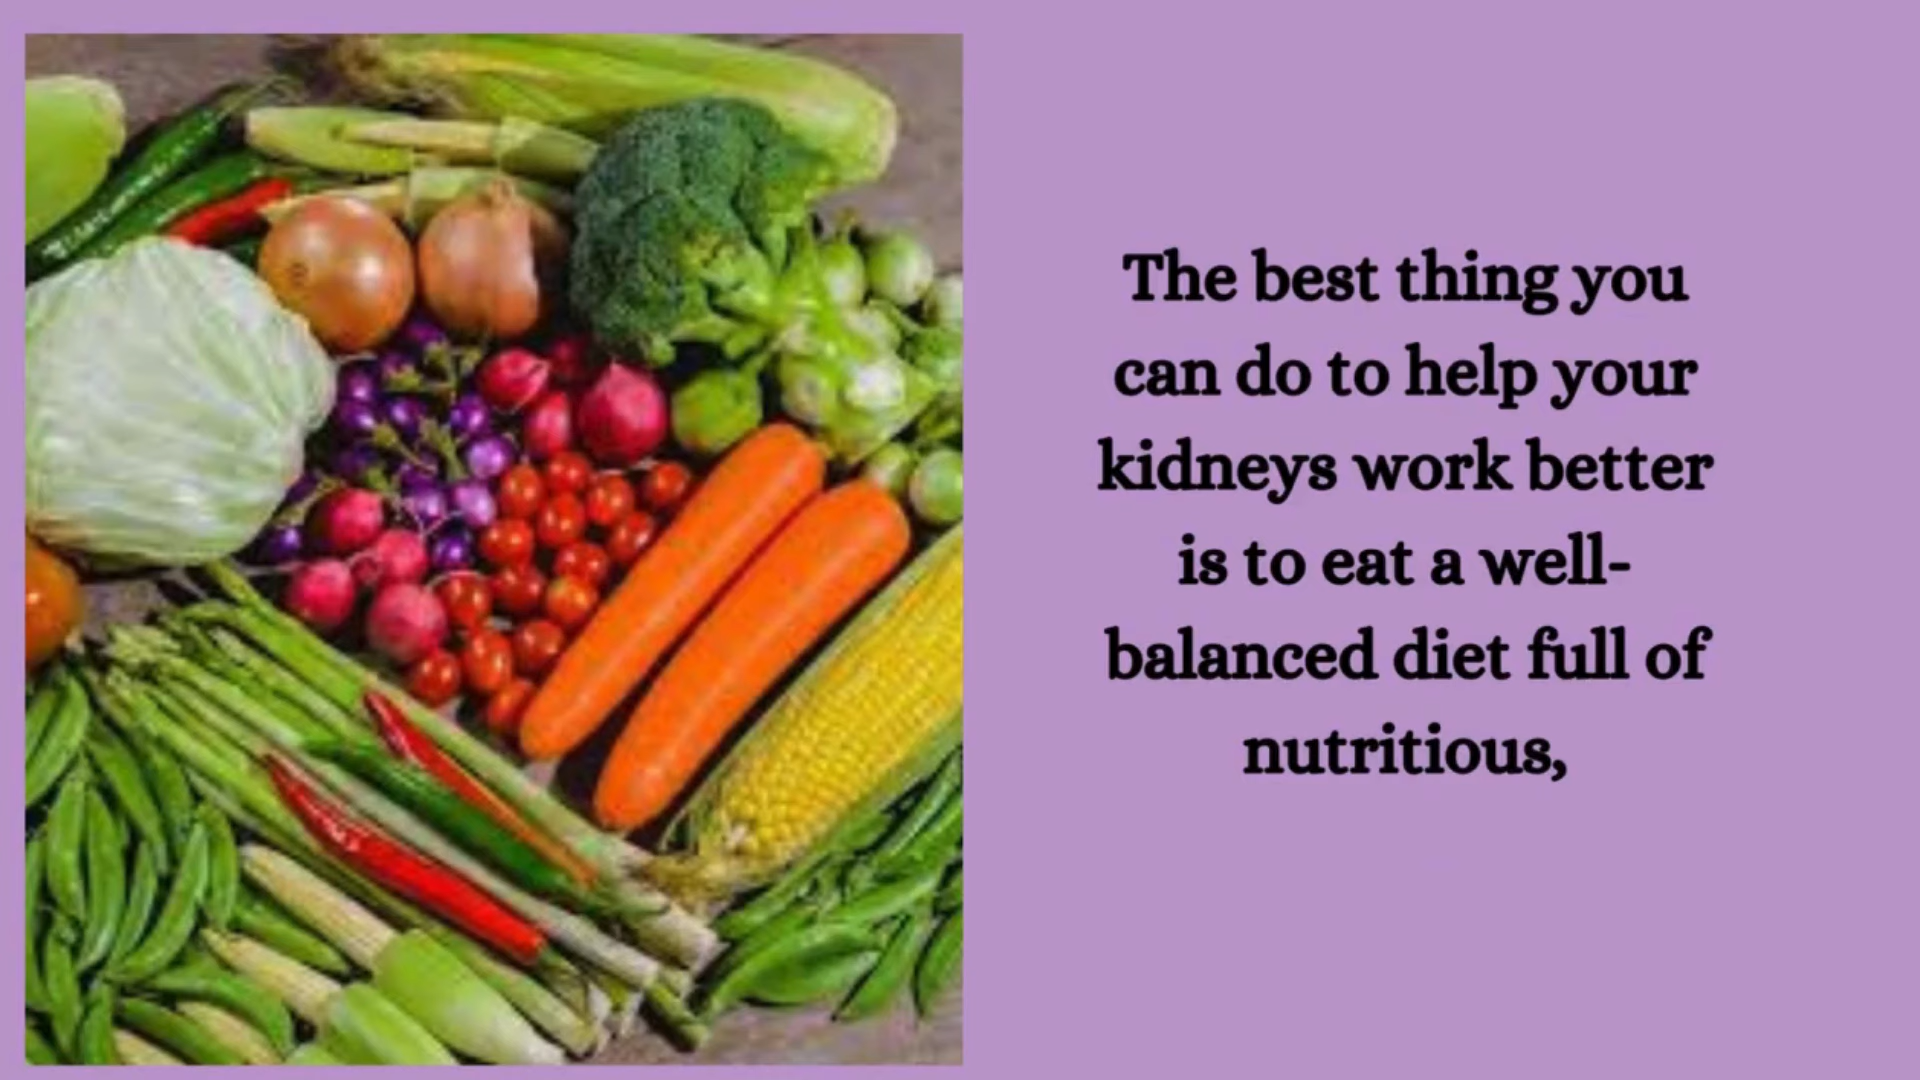 The best thing you
can do to help your
kidneys work better
is to eat a well-
balanced diet full of
nutritious,